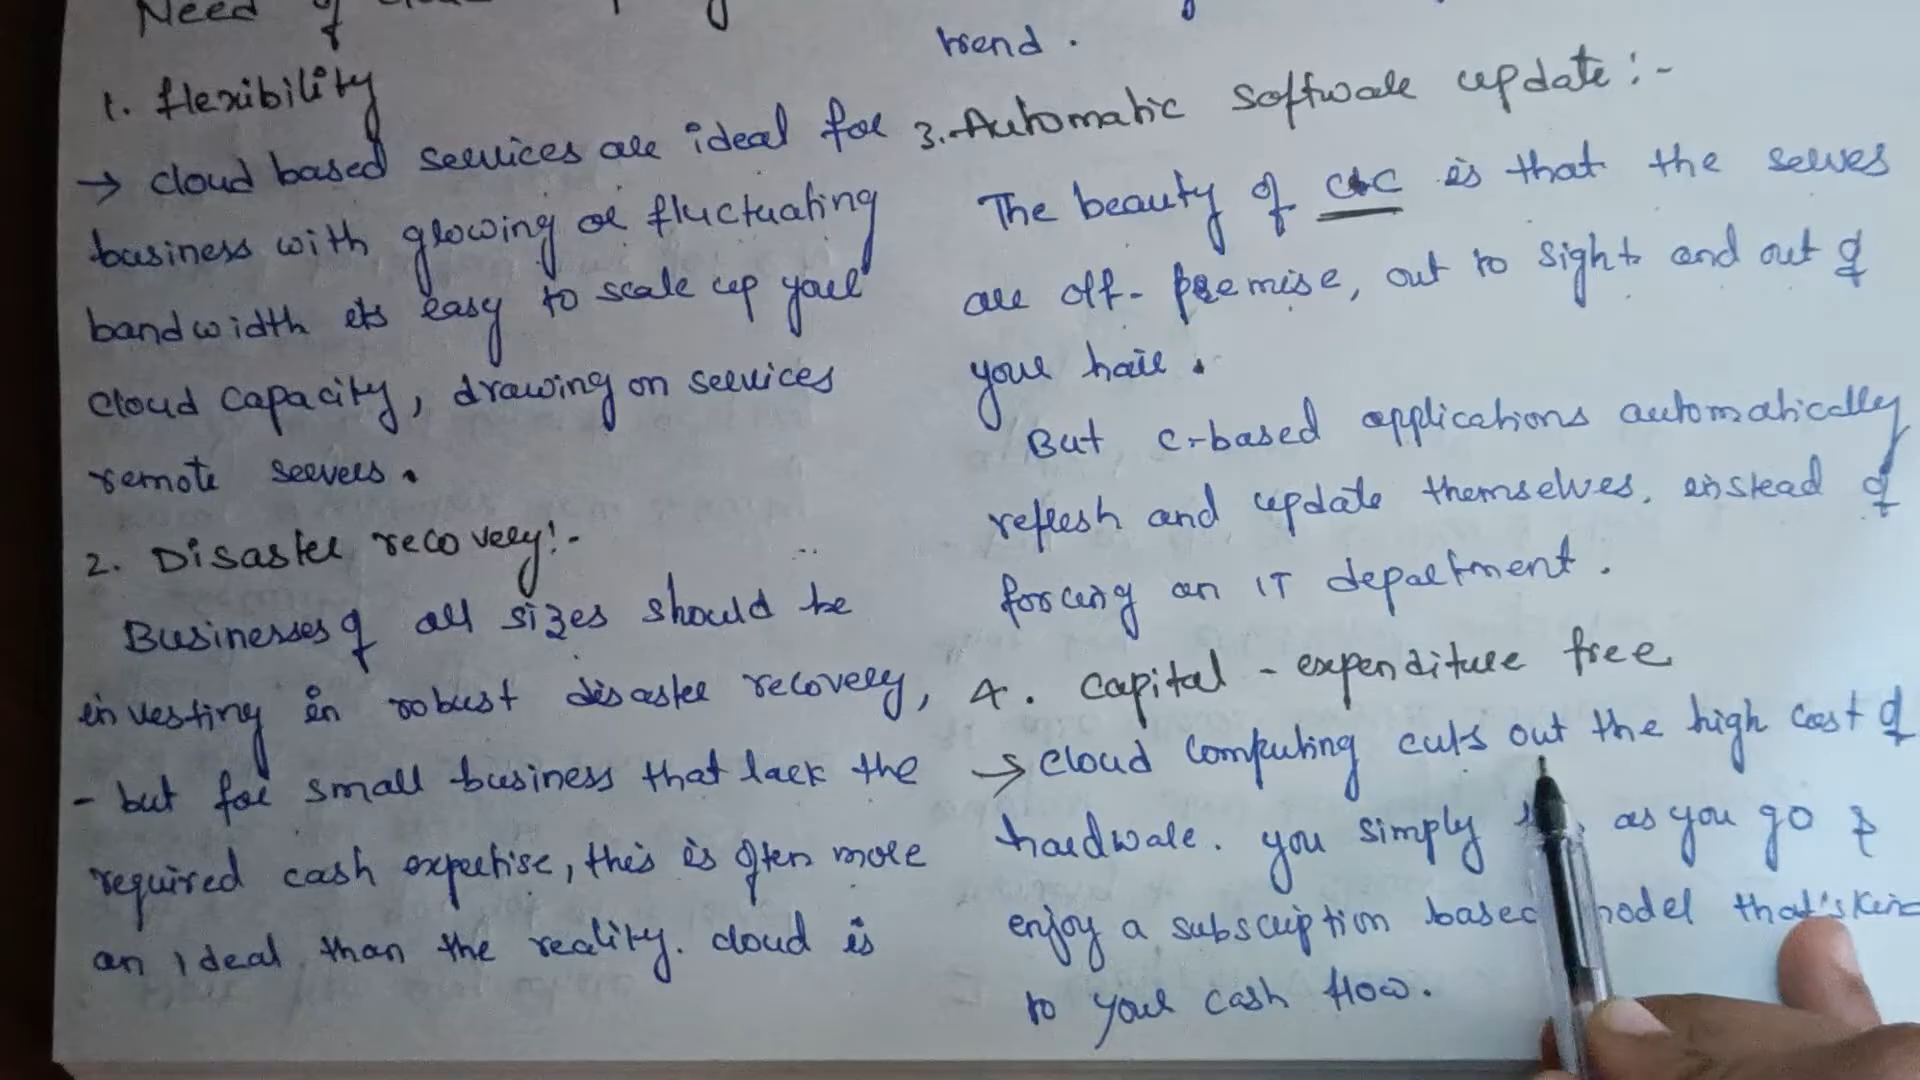 Need of
1. flexibility
→ cloud based services are ideal for
business with growing or fluctuating
bandwidth its easy to scale up your
cloud capacity, drawing on services
remote servers.
2. Disaster recovery:-
Businesses of all sizes should be
investing in robust disaster recovery,
- but for small business that lack the
required cash expertise, this is often more
an ideal than the reality. cloud is
trend.
3. Automatic software update:-
The beauty of is that the serves
are off-premise, out to sight and out of
your hair.
But c-based applications automatically
refresh and update themselves, instead of
forcing an IT department.
4. capital - expenditure free
→ cloud computing cuts out the high cost of
hardware. you simply as you go &
enjoy a subscription based model that's kind
to your cash flow.